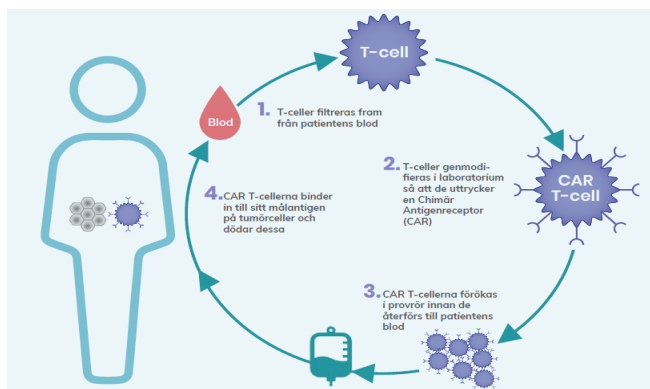 T-cell
Blod
1. T-celler filtreras fram
från patientens blod
2. T-celler genmodi-
fieras i laboratorium
så att de uttrycker
en Chimär
Antigenreceptor
(CAR)
CAR
T-cell
3. CAR T-cellerna förökas
i provrör innan de
återförs till patientens
blod
4. CAR T-cellerna binder
in till sitt målantigen
på tumörceller och
dödar dessa